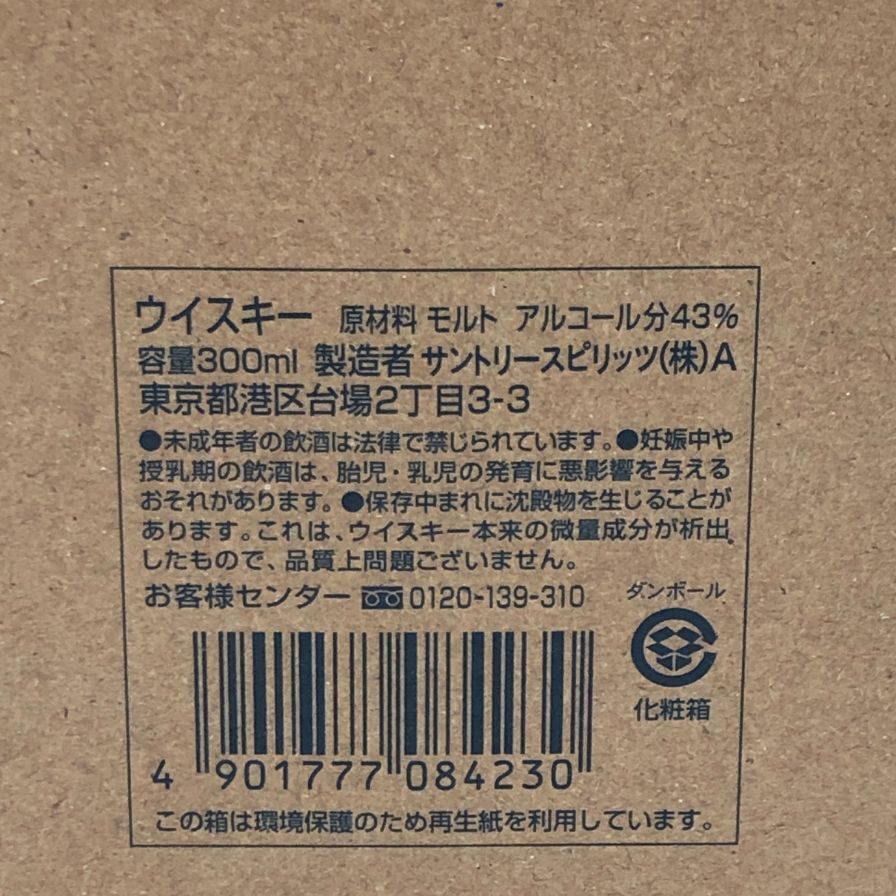 ウイスキー 原材料 モルト アルコール分43%
容量300ml 製造者 サントリースピリッツ(株)A
東京都港区台場2丁目3-3
●未成年者の飲酒は法律で禁じられています。●妊娠中や
授乳期の飲酒は、胎児・乳児の発育に悪影響を与える
おそれがあります。●保存中まれに沈殿物を生じることが
あります。これは、ウイスキー本来の微量成分が析出
したもので、品質上問題ございません。
お客様センター 0120-139-310
ダンボール
化粧箱
4 901777 084230
この箱は環境保護のため再生紙を利用しています。